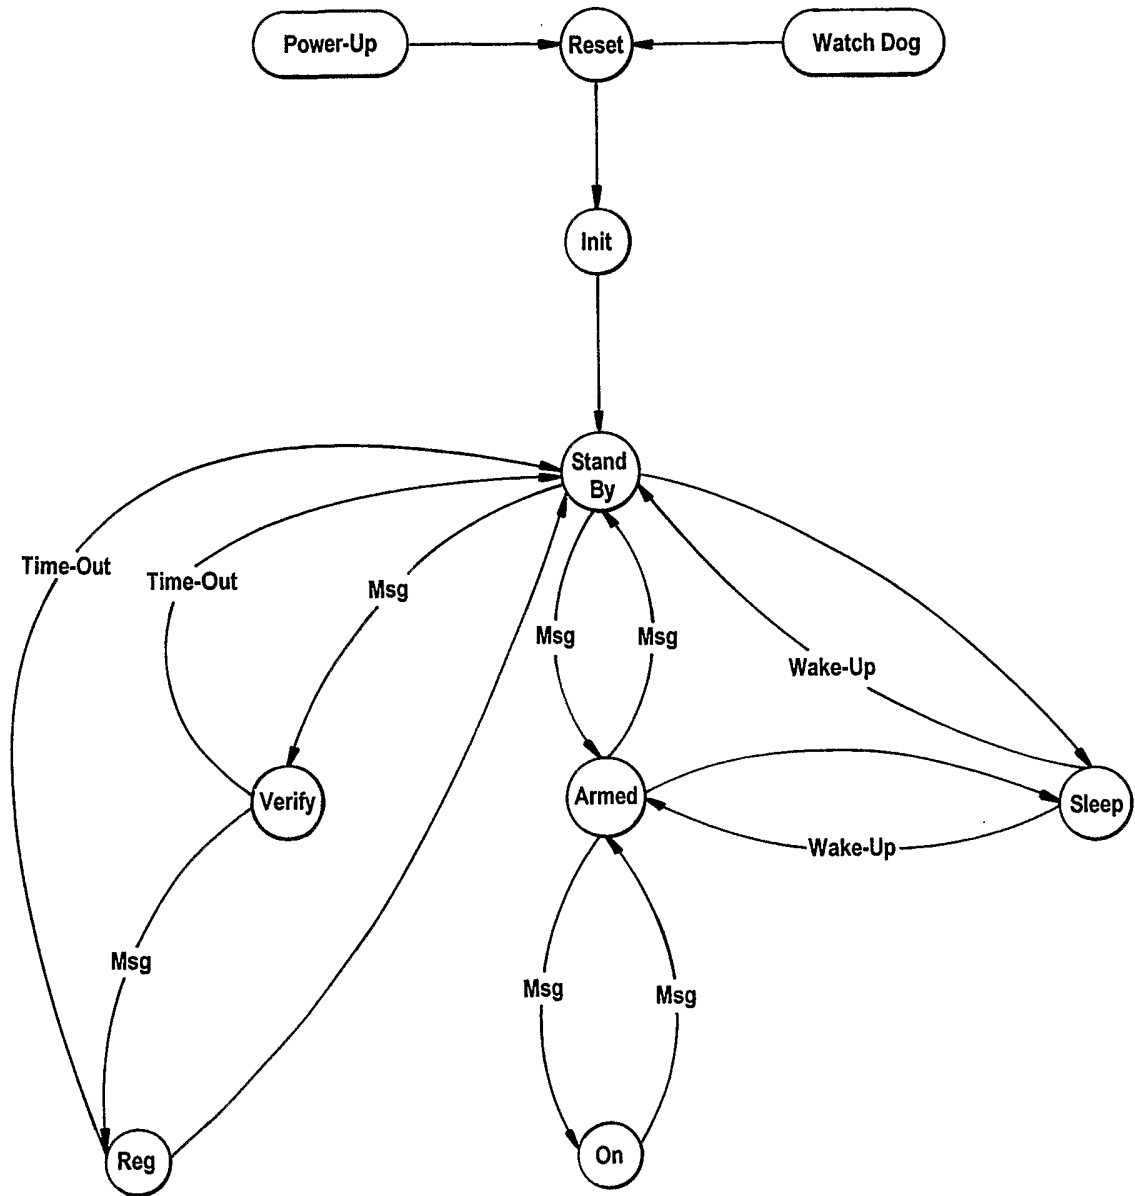 Power-Up
Reset
Watch Dog
Init
Stand
By
Time-Out
Time-Out
Msg
Msg
Msg
Wake-Up
Verify
Armed
Sleep
Wake-Up
Msg
Msg
Msg
Reg
On